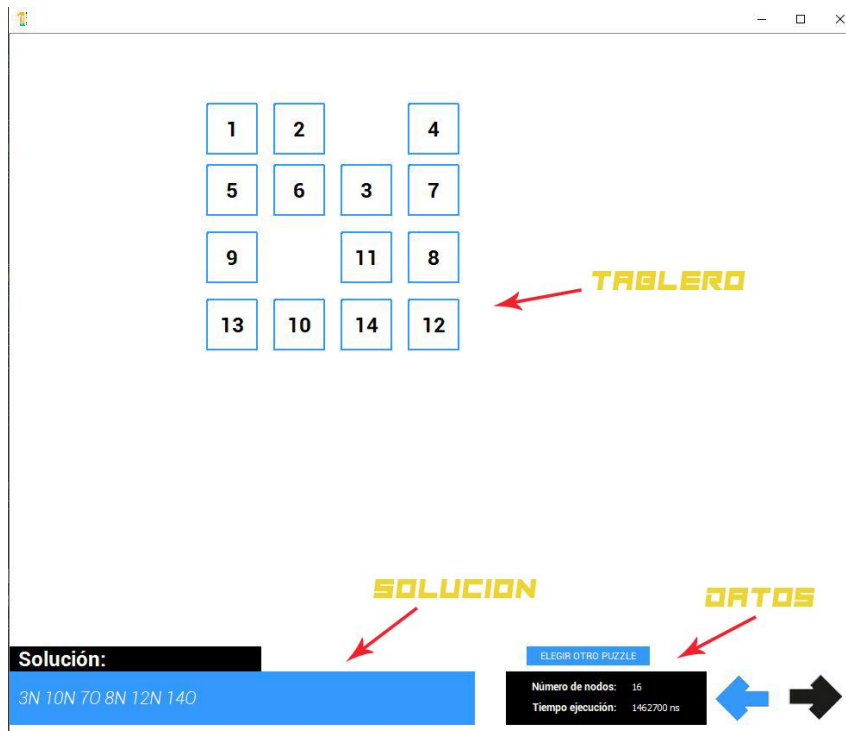 1 2 4
5 6 3 7
9 11 8
13 10 14 12
TABLERO
SOLUCION
DATOS
Solución:
3N 10N 7O 8N 12N 14O
ELEGIR OTRO PUZZLE
Número de nodos: 16
Tiempo ejecución: 1462700 ns